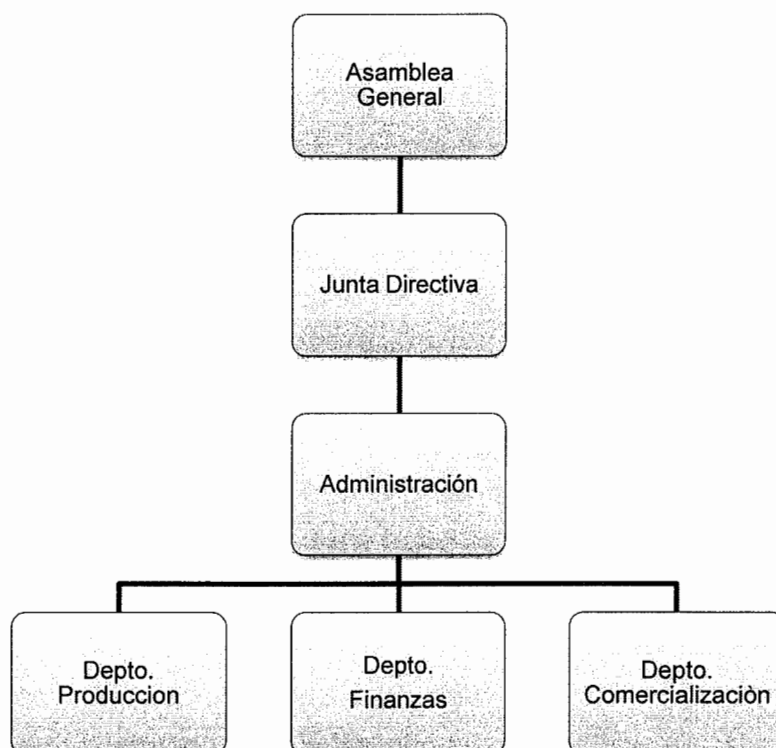 Asamblea
General
Junta Directiva
Administración
Depto.
Produccion
Depto.
Finanzas
Depto.
Comercializaciòn